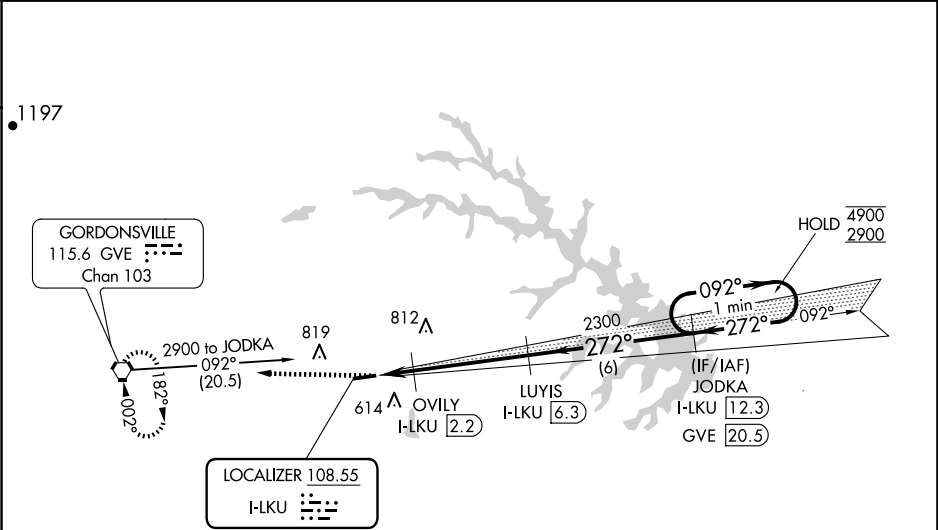 1197
GORDONSVILLE
115.6 GVE
Chan 103
HOLD 4900
2900
092°
1 min
272°
092°
2300
272°
(6)
812
819
2900 to JODKA
092°
(20.5)
182°
002°
614
OVILY
I-LKU 2.2
LUYIS
I-LKU 6.3
(IF/IAF)
JODKA
I-LKU 12.3
GVE 20.5
LOCALIZER 108.55
I-LKU